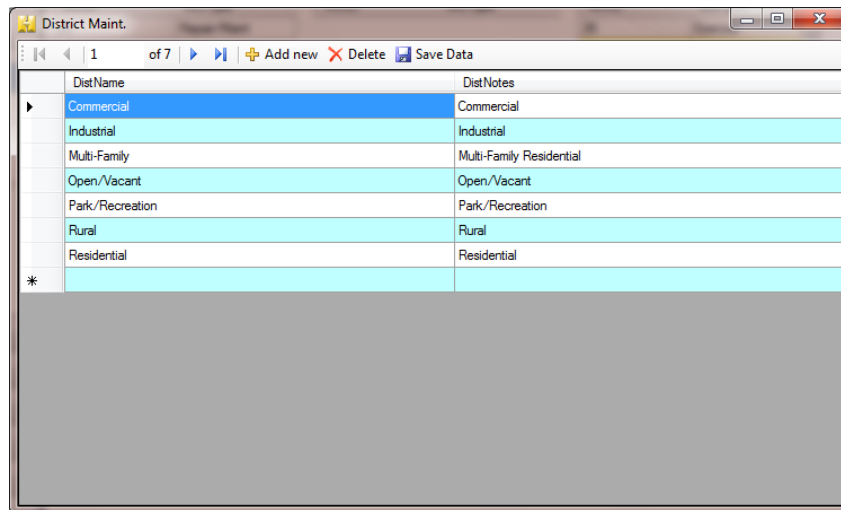 District Maint.
1 of 7 Add new Delete Save Data
DistName DistNotes
Commercial Commercial
Industrial Industrial
Multi-Family Multi-Family Residential
Open/Vacant Open/Vacant
Park/Recreation Park/Recreation
Rural Rural
Residential Residential